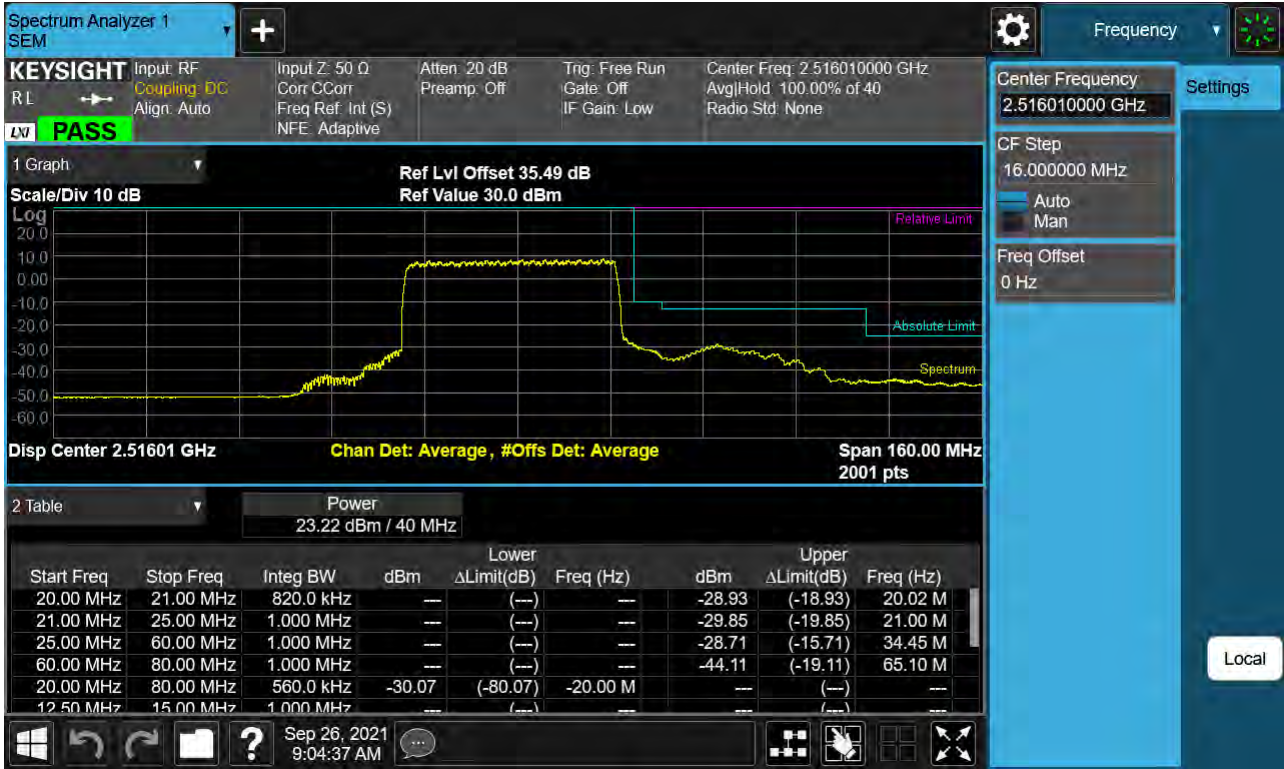 Spectrum Analyzer 1
SEM
+
Frequency
KEYSIGHT
R L
LXI
PASS
Input: RF
Coupling: DC
Align: Auto
Input Z: 50 Ω
Corr CCorr
Freq Ref: Int (S)
NFE: Adaptive
Atten: 20 dB
Preamp: Off
Trig: Free Run
Gate: Off
IF Gain: Low
Center Freq: 2.516010000 GHz
Avg|Hold: 100.00% of 40
Radio Std: None
Center Frequency
2.516010000 GHz
Settings
CF Step
16.000000 MHz
Auto
Man
Freq Offset
0 Hz
1 Graph
Scale/Div 10 dB
Ref Lvl Offset 35.49 dB
Ref Value 30.0 dBm
Log
20.0
10.0
0.00
-10.0
-20.0
-30.0
-40.0
-50.0
-60.0
Relative Limit
Absolute Limit
Spectrum
Disp Center 2.51601 GHz
Chan Det: Average , #Offs Det: Average
Span 160.00 MHz
2001 pts
2 Table
Power
23.22 dBm / 40 MHz
Lower Upper
Start Freq Stop Freq Integ BW dBm ΔLimit(dB) Freq (Hz) dBm ΔLimit(dB) Freq (Hz)
20.00 MHz 21.00 MHz 820.0 kHz --- (---) --- -28.93 (-18.93) 20.02 M
21.00 MHz 25.00 MHz 1.000 MHz --- (---) --- -29.85 (-19.85) 21.00 M
25.00 MHz 60.00 MHz 1.000 MHz --- (---) --- -28.71 (-15.71) 34.45 M
60.00 MHz 80.00 MHz 1.000 MHz --- (---) --- -44.11 (-19.11) 65.10 M
20.00 MHz 80.00 MHz 560.0 kHz -30.07 (-80.07) -20.00 M --- (---) ---
12.50 MHz 15.00 MHz 1.000 MHz --- (---) --- --- (---) ---
Local
?
Sep 26, 2021
9:04:37 AM